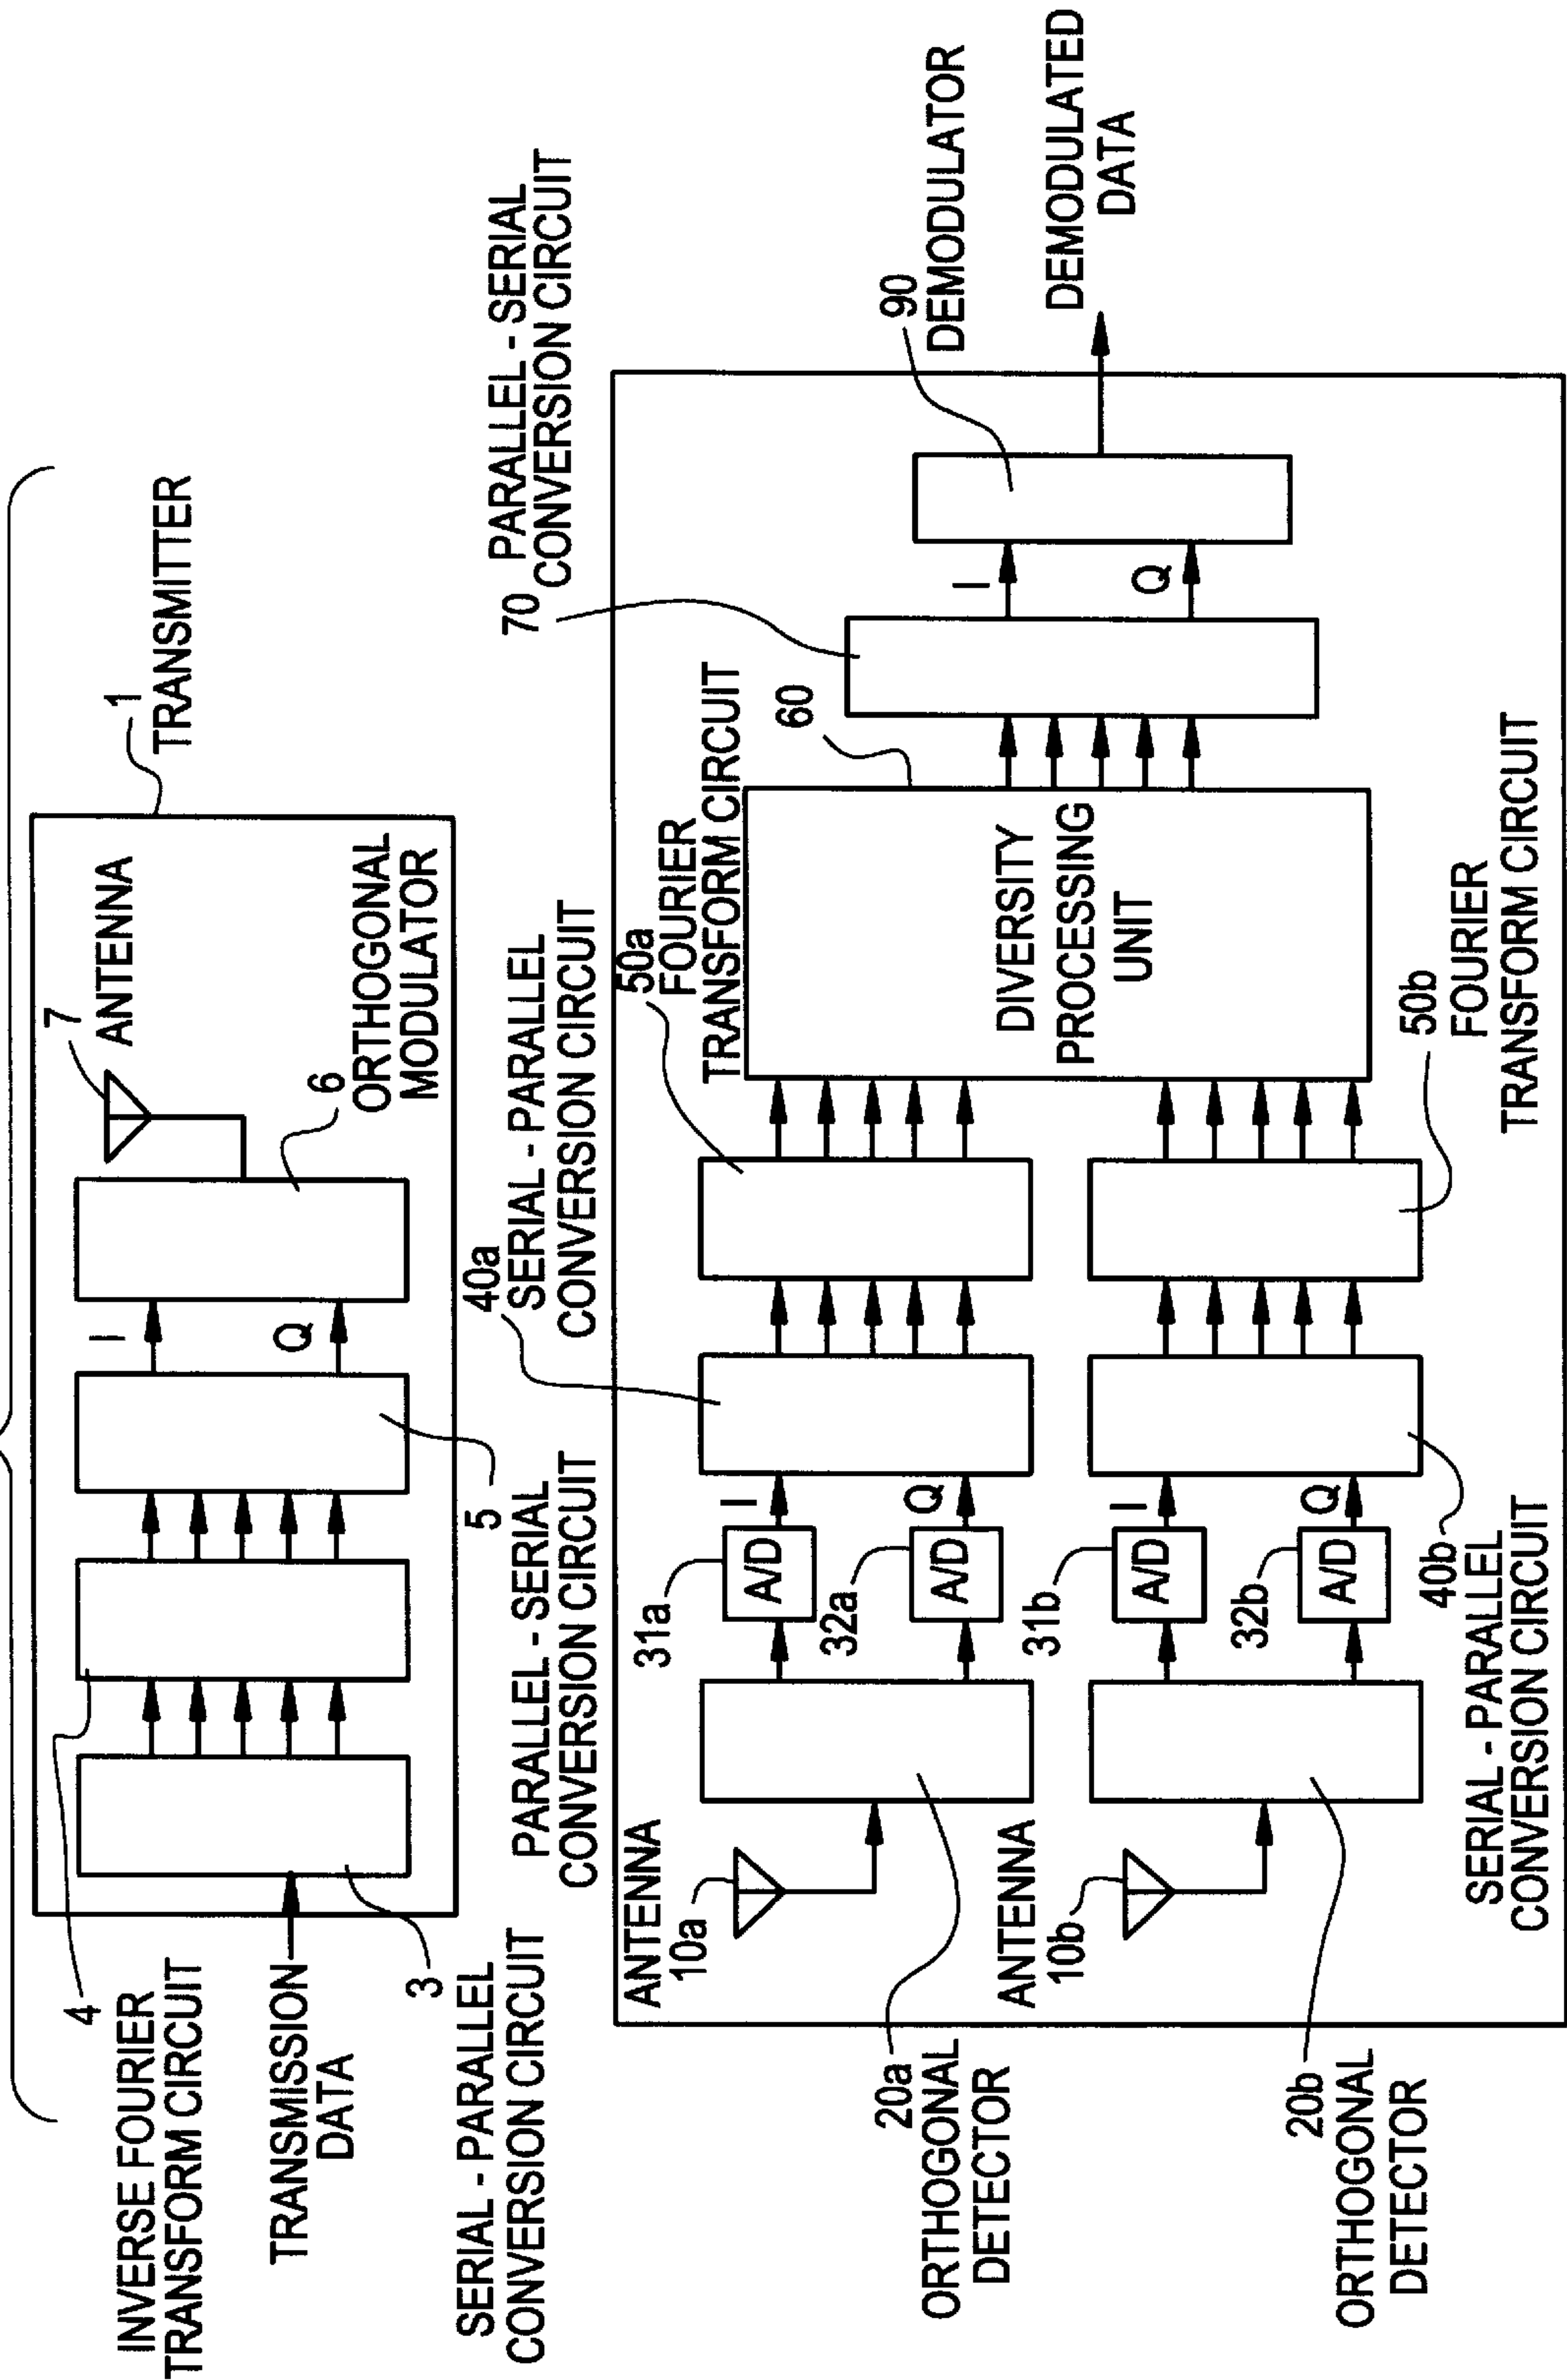 INVERSE FOURIER
TRANSFORM CIRCUIT
4
TRANSMISSION
DATA
3
SERIAL - PARALLEL
CONVERSION CIRCUIT
7
ANTENNA
1
TRANSMITTER
I
Q
6
ORTHOGONAL
MODULATOR
5
PARALLEL - SERIAL
CONVERSION CIRCUIT
40a
SERIAL - PARALLEL
CONVERSION CIRCUIT
50a
FOURIER
TRANSFORM CIRCUIT
60
70 PARALLEL - SERIAL
CONVERSION CIRCUIT
90
DEMODULATOR
DEMODULATED
DATA
ANTENNA
10a
31a
A/D
I
32a
A/D
Q
I
Q
DIVERSITY
PROCESSING
UNIT
ANTENNA
10b
31b
A/D
I
32b
A/D
Q
20a
ORTHOGONAL
DETECTOR
20b
ORTHOGONAL
DETECTOR
40b
SERIAL - PARALLEL
CONVERSION CIRCUIT
50b
FOURIER
TRANSFORM CIRCUIT